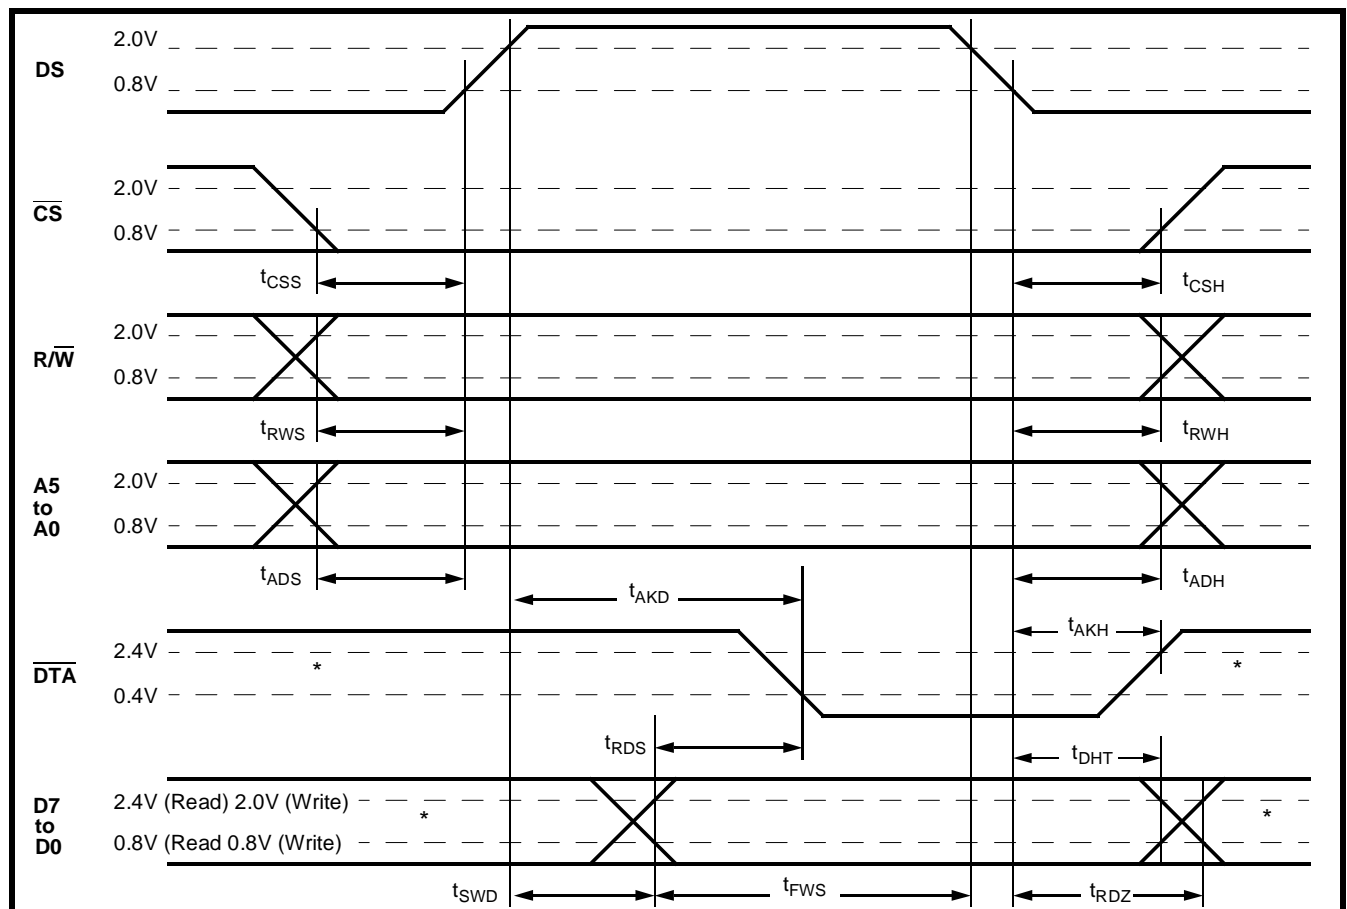 2.0V
DS
0.8V
2.0V
CS
0.8V
tCSS
tCSH
2.0V
R/W
0.8V
tRWS
tRWH
A5
to
A0
2.0V
0.8V
tADS
tAKD
tADH
tAKH
2.4V
*
*
DTA
0.4V
tRDS
tDHT
D7
to
D0
2.4V (Read) 2.0V (Write)
*
*
0.8V (Read 0.8V (Write)
tSWD
tFWS
tRDZ